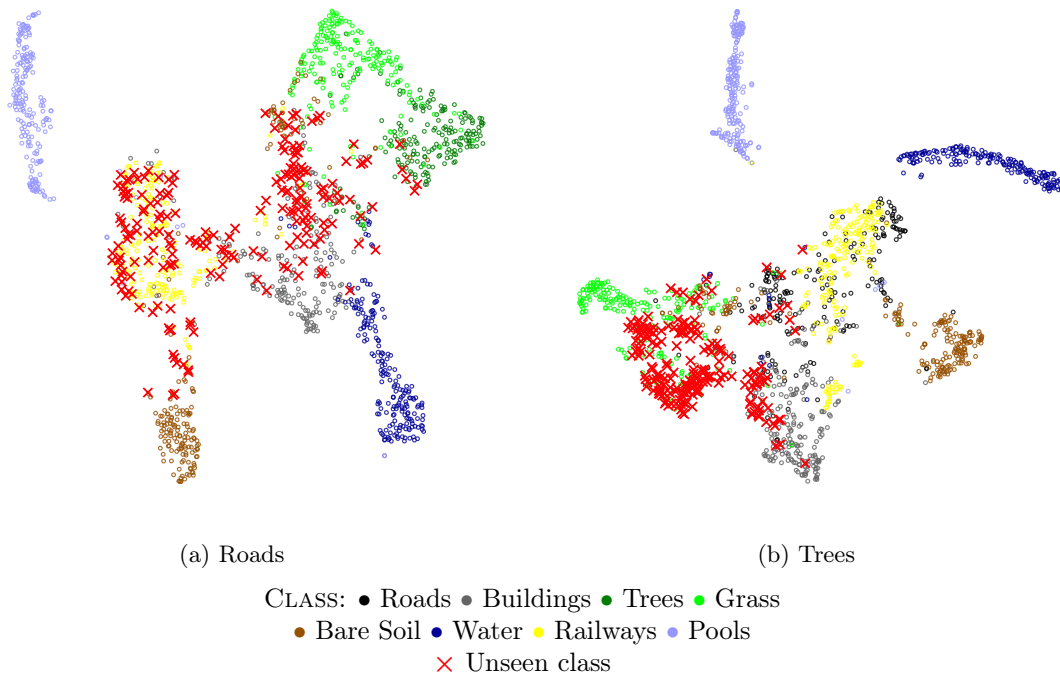 (a) Roads
(b) Trees
CLASS: Roads Buildings Trees Grass
Bare Soil Water Railways Pools
Unseen class